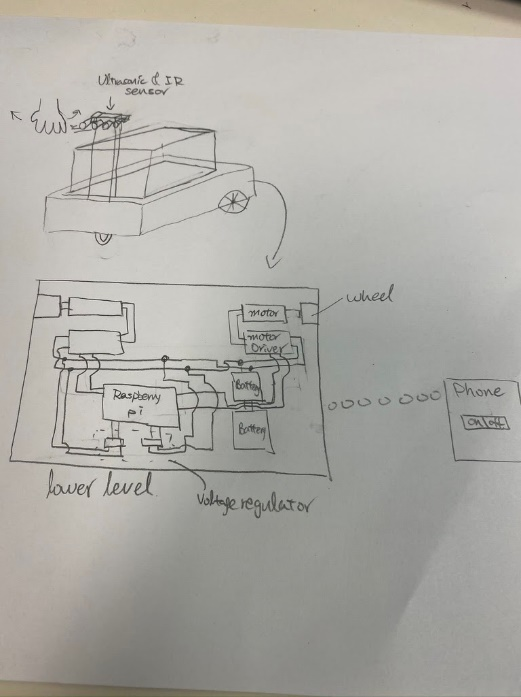 Ultrasonic & IR
sensor
wheel
motor
motor
Driver
Battery
Raspberry
pi
Battery
Phone
on/off
lower level
Voltage regulator